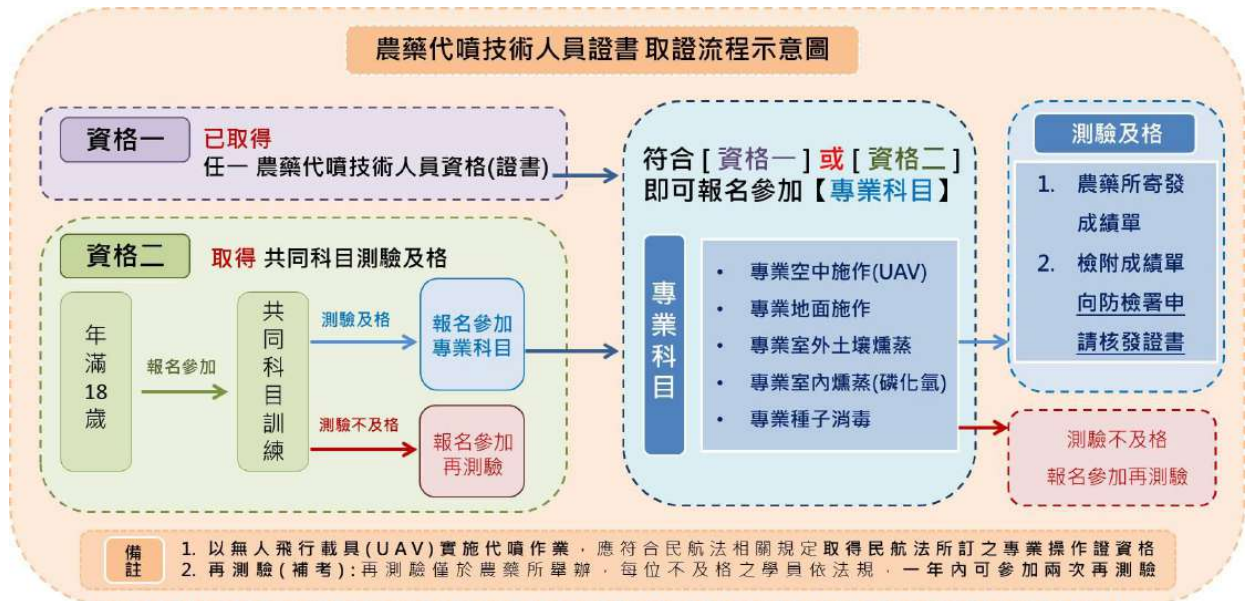 農藥代噴技術人員證書 取證流程示意圖
資格一
已取得
任一 農藥代噴技術人員資格(證書)
資格二
取得 共同科目測驗及格
年滿18歲
報名參加
共同科目訓練
測驗及格
報名參加
專業科目
測驗不及格
報名參加
再測驗
符合 [ 資格一 ] 或 [ 資格二 ]
即可報名參加【專業科目】
專業科目
• 專業空中施作(UAV)
• 專業地面施作
• 專業室外土壤燻蒸
• 專業室內燻蒸(磷化氫)
• 專業種子消毒
測驗及格
1. 農藥所寄發
成績單
2. 檢附成績單
向防檢署申
請核發證書
測驗不及格
報名參加再測驗
備註
1. 以無人飛行載具(UAV)實施代噴作業，應符合民航法相關規定取得民航法所訂之專業操作證資格
2. 再測驗(補考)：再測驗僅於農藥所舉辦，每位不及格之學員依法規，一年內可參加兩次再測驗